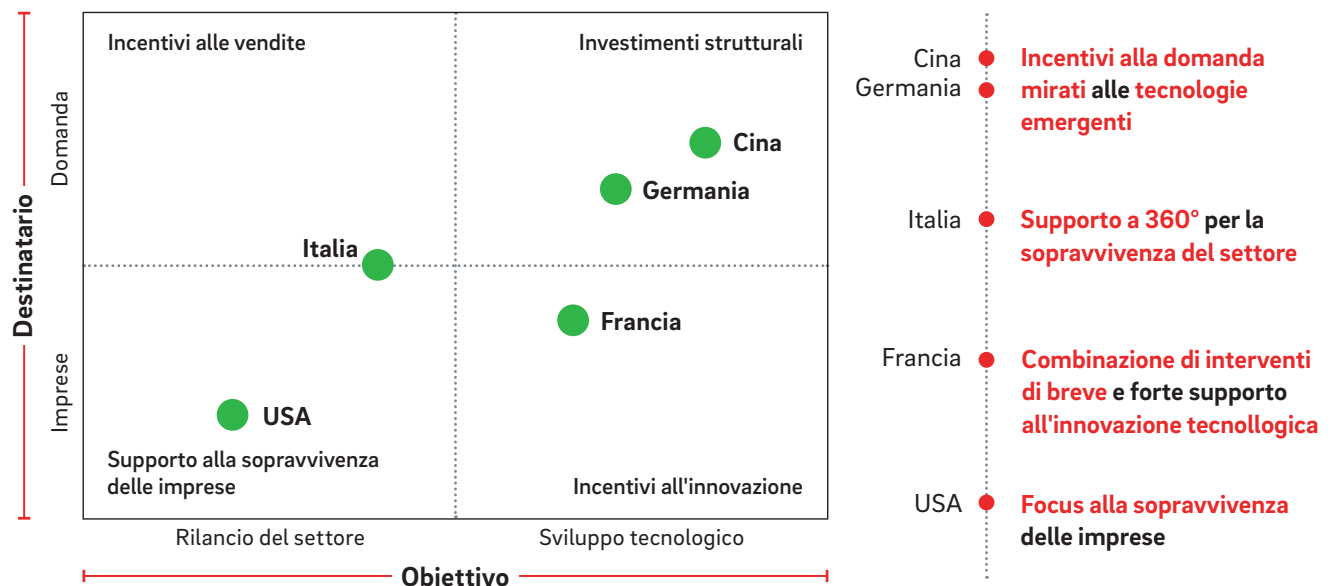 Incentivi alle vendite
Investimenti strutturali
Destinatario
Domanda
Imprese
Cina
Germania
Italia
Francia
USA
Supporto alla sopravvivenza
delle imprese
Incentivi all'innovazione
Rilancio del settore
Sviluppo tecnologico
Obiettivo
Cina
Germania
Incentivi alla domanda
mirati alle tecnologie
emergenti
Italia
Supporto a 360° per la
sopravvivenza del settore
Francia
Combinazione di interventi
di breve e forte supporto
all'innovazione tecnollogica
USA
Focus alla sopravvivenza
delle imprese